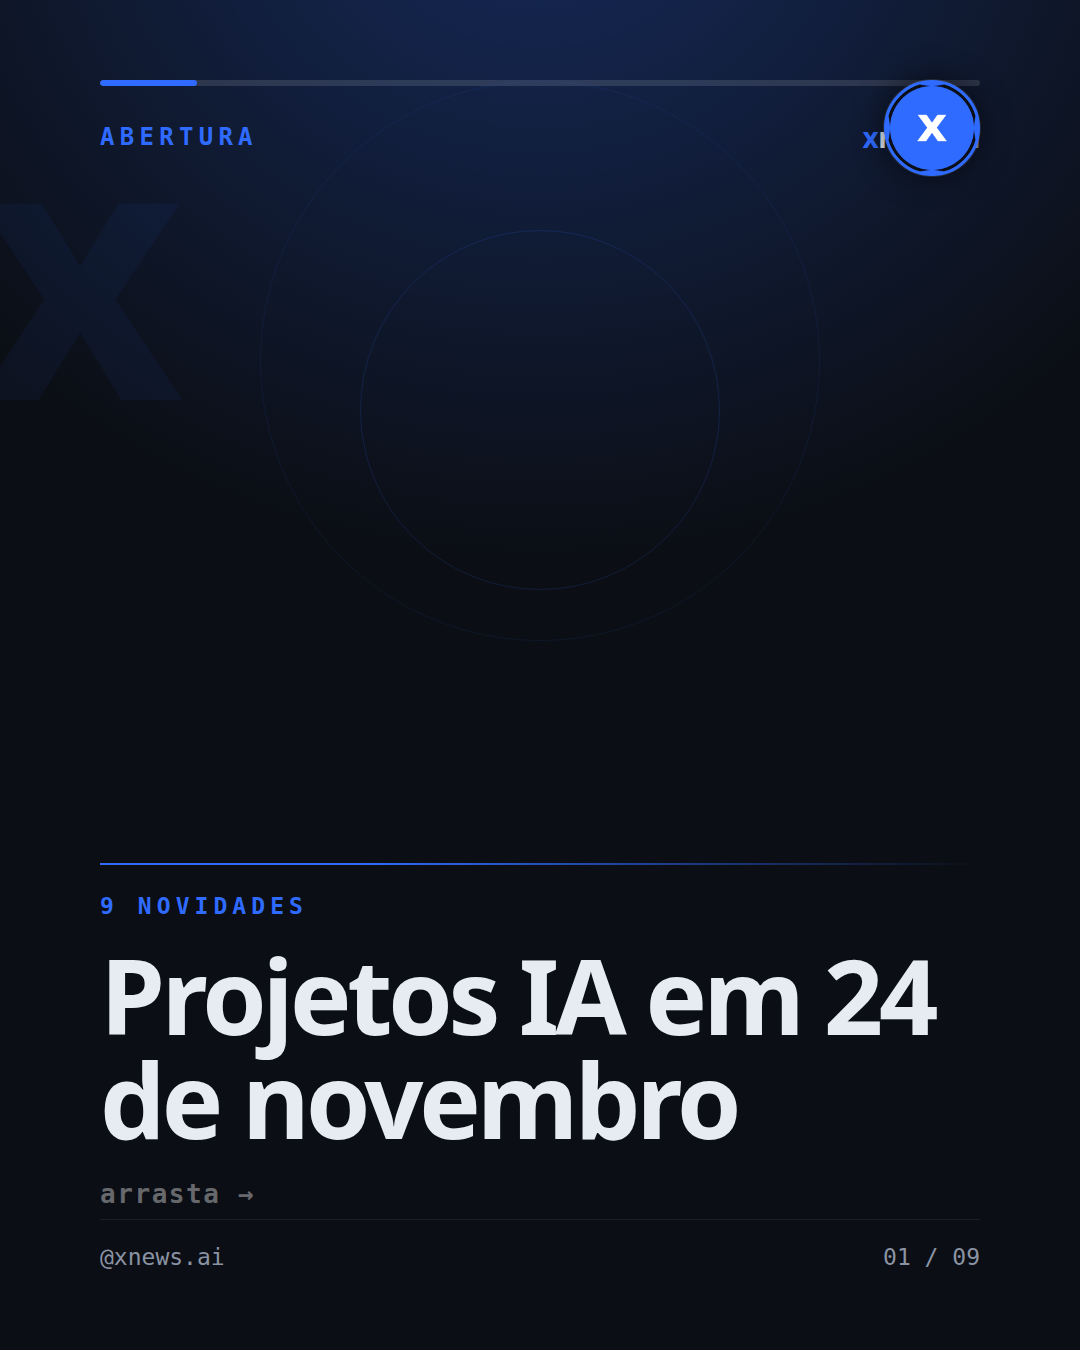 ABERTURA
x
X
9 NOVIDADES
Projetos IA em 24
de novembro
arrasta →
@xnews.ai
01 / 09